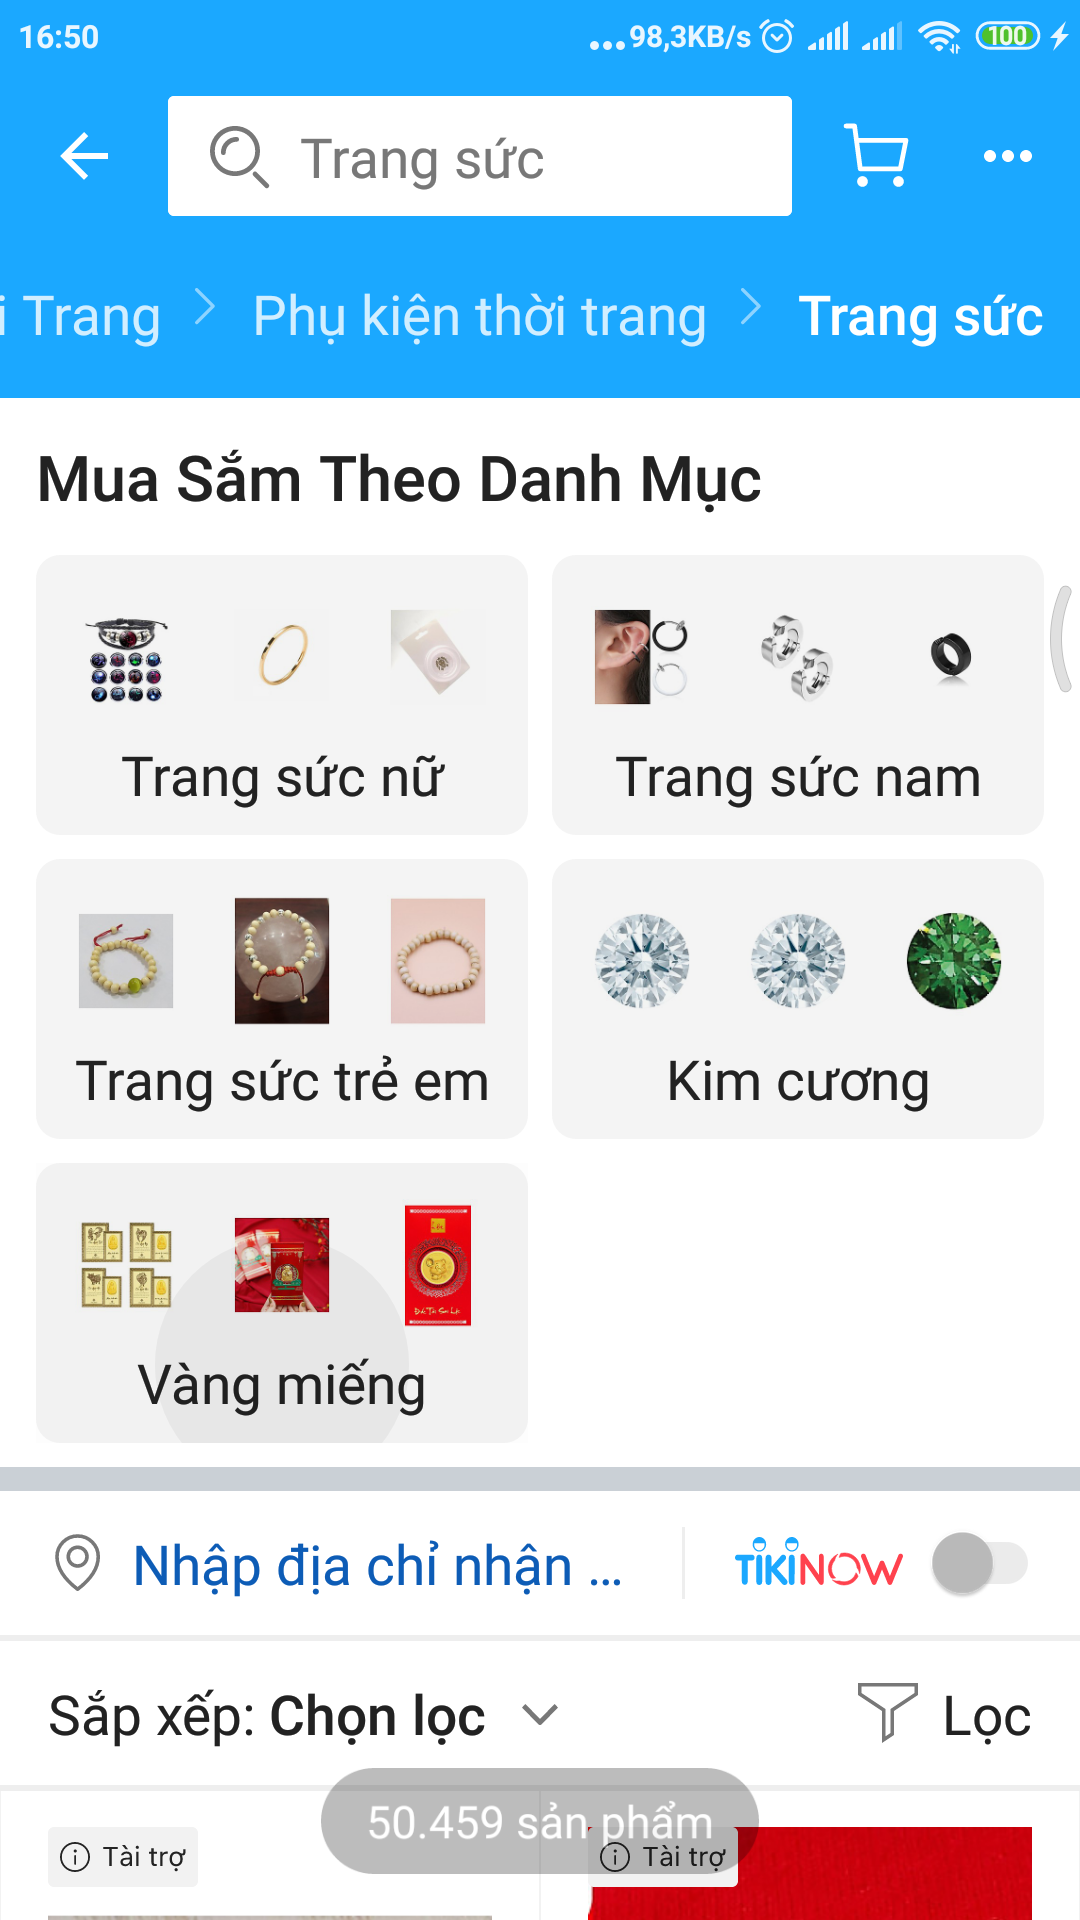 16:50
...98,3KB/s
100
Trang sức
i Trang
Phụ kiện thời trang
Trang sức
Mua Sắm Theo Danh Mục
Trang sức nữ
Trang sức nam
Trang sức trẻ em
Kim cương
Vàng miếng
Nhập địa chỉ nhận ...
TIKINOW
Sắp xếp: Chọn lọc
Lọc
50.459 sản phẩm
Tài trợ
Tài trợ